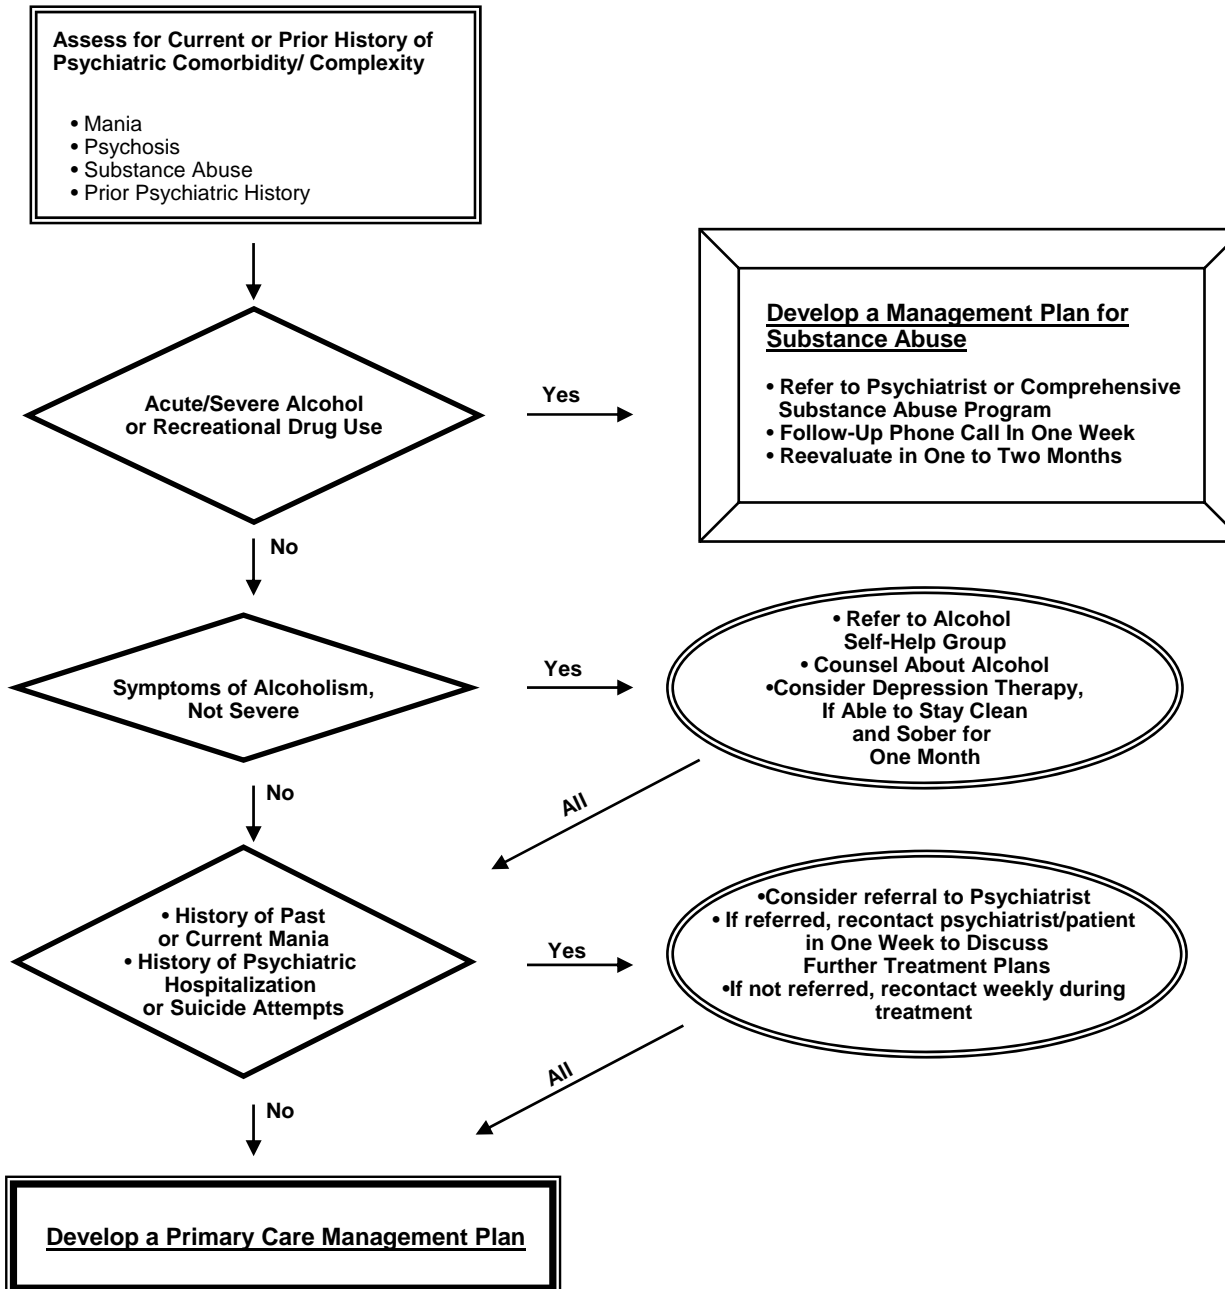 Assess for Current or Prior History of
Psychiatric Comorbidity/ Complexity
• Mania
• Psychosis
• Substance Abuse
• Prior Psychiatric History
Acute/Severe Alcohol
or Recreational Drug Use
Yes
Develop a Management Plan for
Substance Abuse
• Refer to Psychiatrist or Comprehensive
Substance Abuse Program
• Follow-Up Phone Call In One Week
• Reevaluate in One to Two Months
No
Symptoms of Alcoholism,
Not Severe
Yes
• Refer to Alcohol
Self-Help Group
• Counsel About Alcohol
•Consider Depression Therapy,
If Able to Stay Clean
and Sober for
One Month
No
All
• History of Past
or Current Mania
• History of Psychiatric
Hospitalization
or Suicide Attempts
Yes
•Consider referral to Psychiatrist
• If referred, recontact psychiatrist/patient
in One Week to Discuss
Further Treatment Plans
•If not referred, recontact weekly during
treatment
All
No
Develop a Primary Care Management Plan